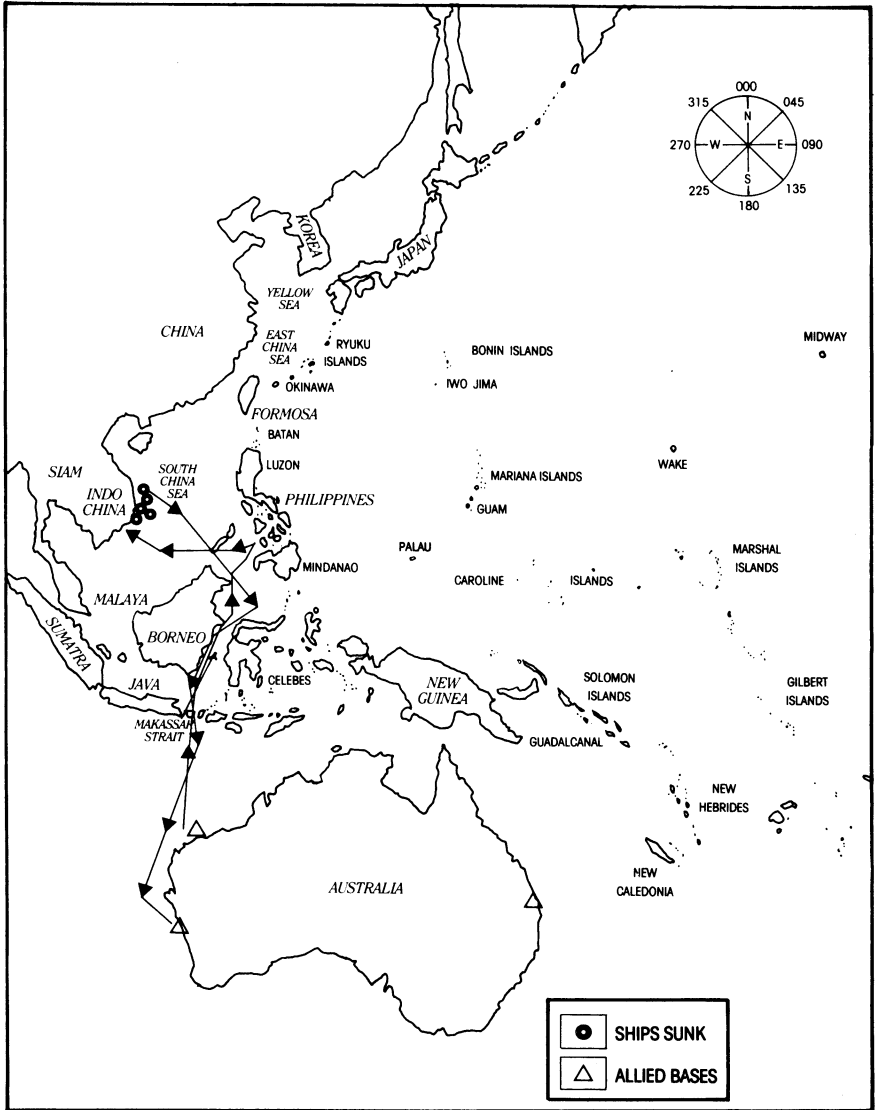 000
315
045
N
270
W
E
090
S
225
135
180
KOREA
JAPAN
YELLOW
SEA
CHINA
EAST
CHINA
SEA
RYUKU
ISLANDS
BONIN ISLANDS
MIDWAY
OKINAWA
IWO JIMA
FORMOSA
BATAN
SIAM
SOUTH
CHINA
SEA
LUZON
WAKE
MARIANA ISLANDS
INDO
CHINA
PHILIPPINES
GUAM
PALAU
MARSHAL
ISLANDS
MINDANAO
CAROLINE
ISLANDS
MALAYA
SUMATRA
BORNEO
JAVA
CELEBES
NEW
GUINEA
SOLOMON
ISLANDS
GILBERT
ISLANDS
MAKASSAR
STRAIT
GUADALCANAL
NEW
HEBRIDES
NEW
CALEDONIA
AUSTRALIA
SHIPS SUNK
ALLIED BASES